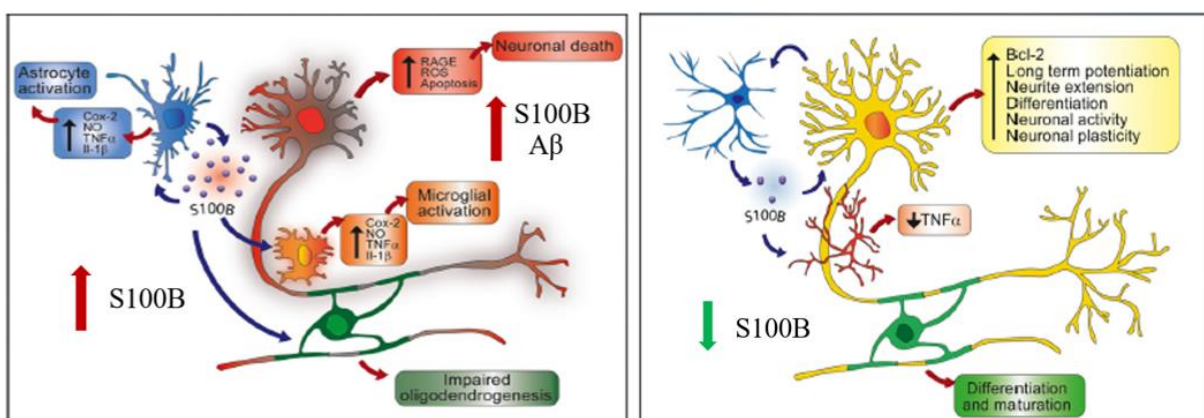 Astrocyte
activation
Cox-2
NO
TNFα
Il-1β
S100B
RAGE
ROS
Apoptosis
Neuronal death
S100B
Aβ
Microglial
activation
Cox-2
NO
TNFα
Il-1β
S100B
Impaired
oligodendrogenesis
Bcl-2
Long term potentiation
Neurite extension
Differentiation
Neuronal activity
Neuronal plasticity
S100B
TNFα
S100B
Differentiation
and maturation